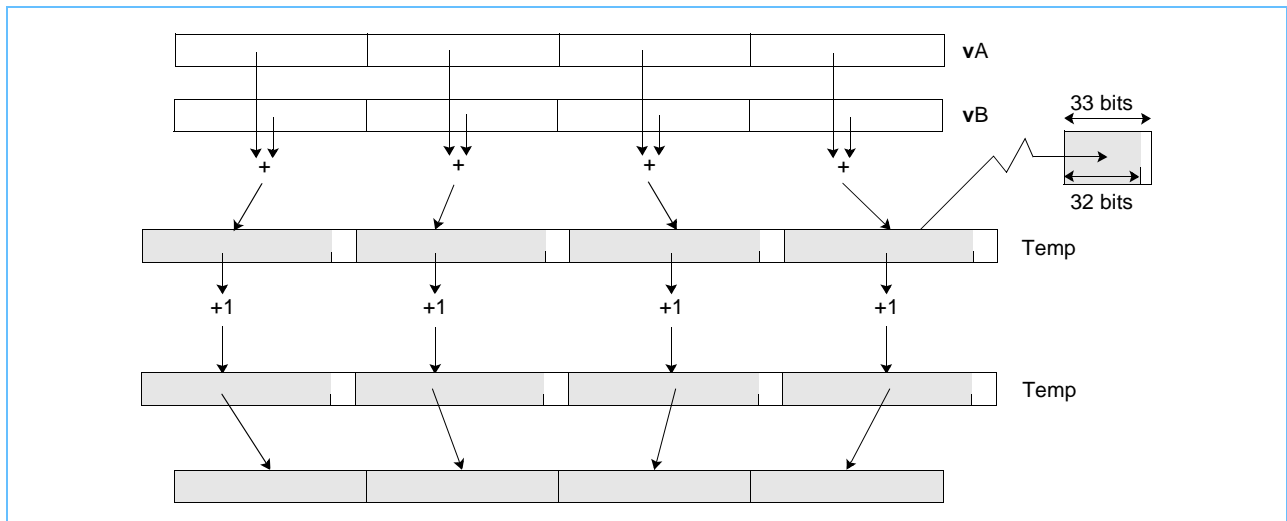 vA
vB
33 bits
+ + + +
32 bits
Temp
+1 +1 +1 +1
Temp